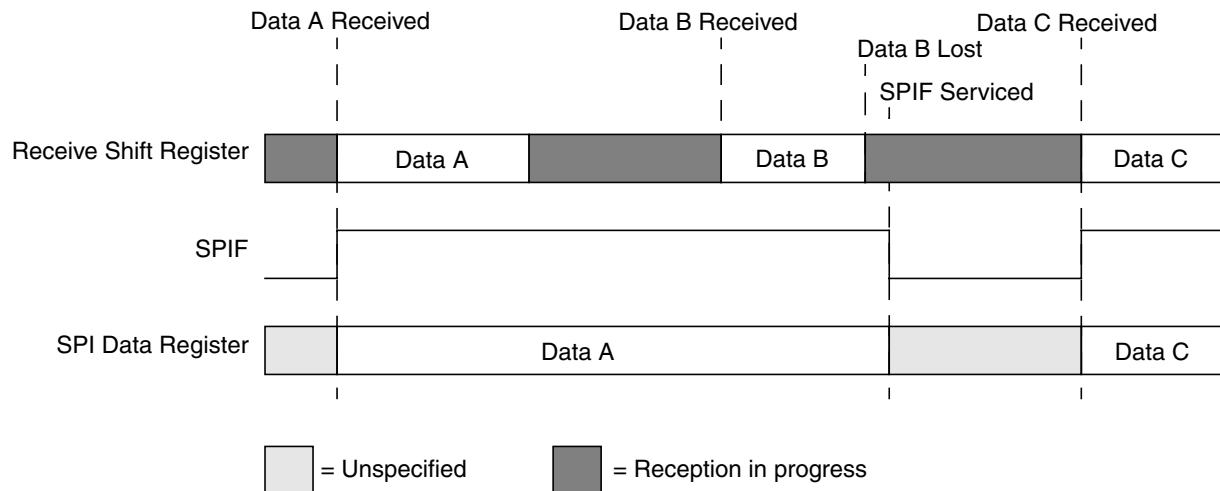 Data A Received
Data B Received
Data C Received
Data B Lost
SPIF Serviced
Receive Shift Register
Data A
Data B
Data C
SPIF
SPI Data Register
Data A
Data C
= Unspecified
= Reception in progress